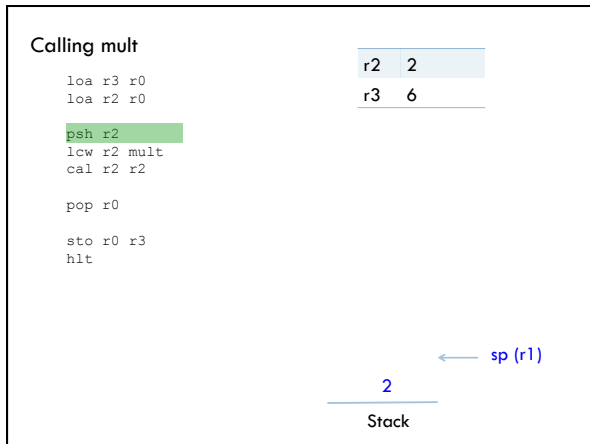 Calling mult
loa r3 r0
loa r2 r0
psh r2
lcw r2 mult
cal r2 r2
pop r0
sto r0 r3
hlt
r2 2
r3 6
sp (r1)
2
Stack